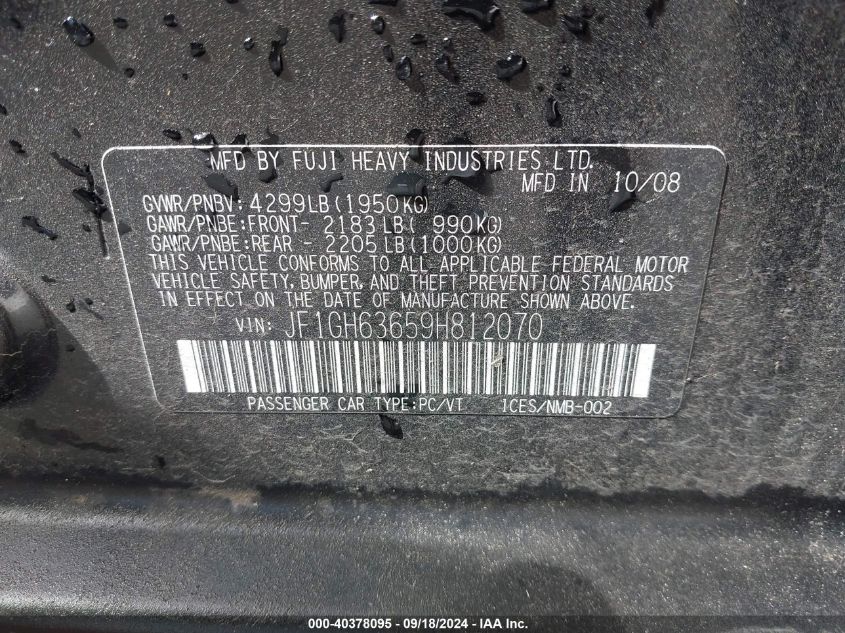 MFD BY FUJI HEAVY INDUSTRIES LTD.
MFD IN 10/08
GVWR/PNBV: 4299LB(1950KG)
GAWR/PNBE:FRONT- 2183LB( 990KG)
GAWR/PNBE:REAR - 2205LB(1000KG)
THIS VEHICLE CONFORMS TO ALL APPLICABLE FEDERAL MOTOR
VEHICLE SAFETY, BUMPER, AND THEFT PREVENTION STANDARDS
IN EFFECT ON THE DATE OF MANUFACTURE SHOWN ABOVE.
VIN: JF1GH63659H812070
PASSENGER CAR TYPE:PC/VT ICES/NMB-002
000-40378095 - 09/18/2024 - IAA Inc.